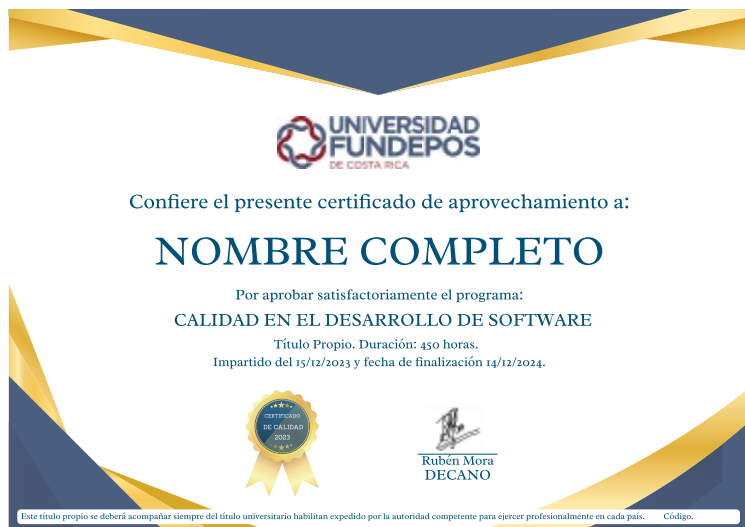 UNIVERSIDAD
FUNDEPOS
DE COSTA RICA
Confiere el presente certificado de aprovechamiento a:
NOMBRE COMPLETO
Por aprobar satisfactoriamente el programa:
CALIDAD EN EL DESARROLLO DE SOFTWARE
Título Propio. Duración: 450 horas.
Impartido del 15/12/2023 y fecha de finalización 14/12/2024.
CERTIFICADO
DE CALIDAD
2023
Rubén Mora
DECANO
Este título propio se deberá acompañar siempre del título universitario habilitan expedido por la autoridad competente para ejercer profesionalmente en cada país. Código.